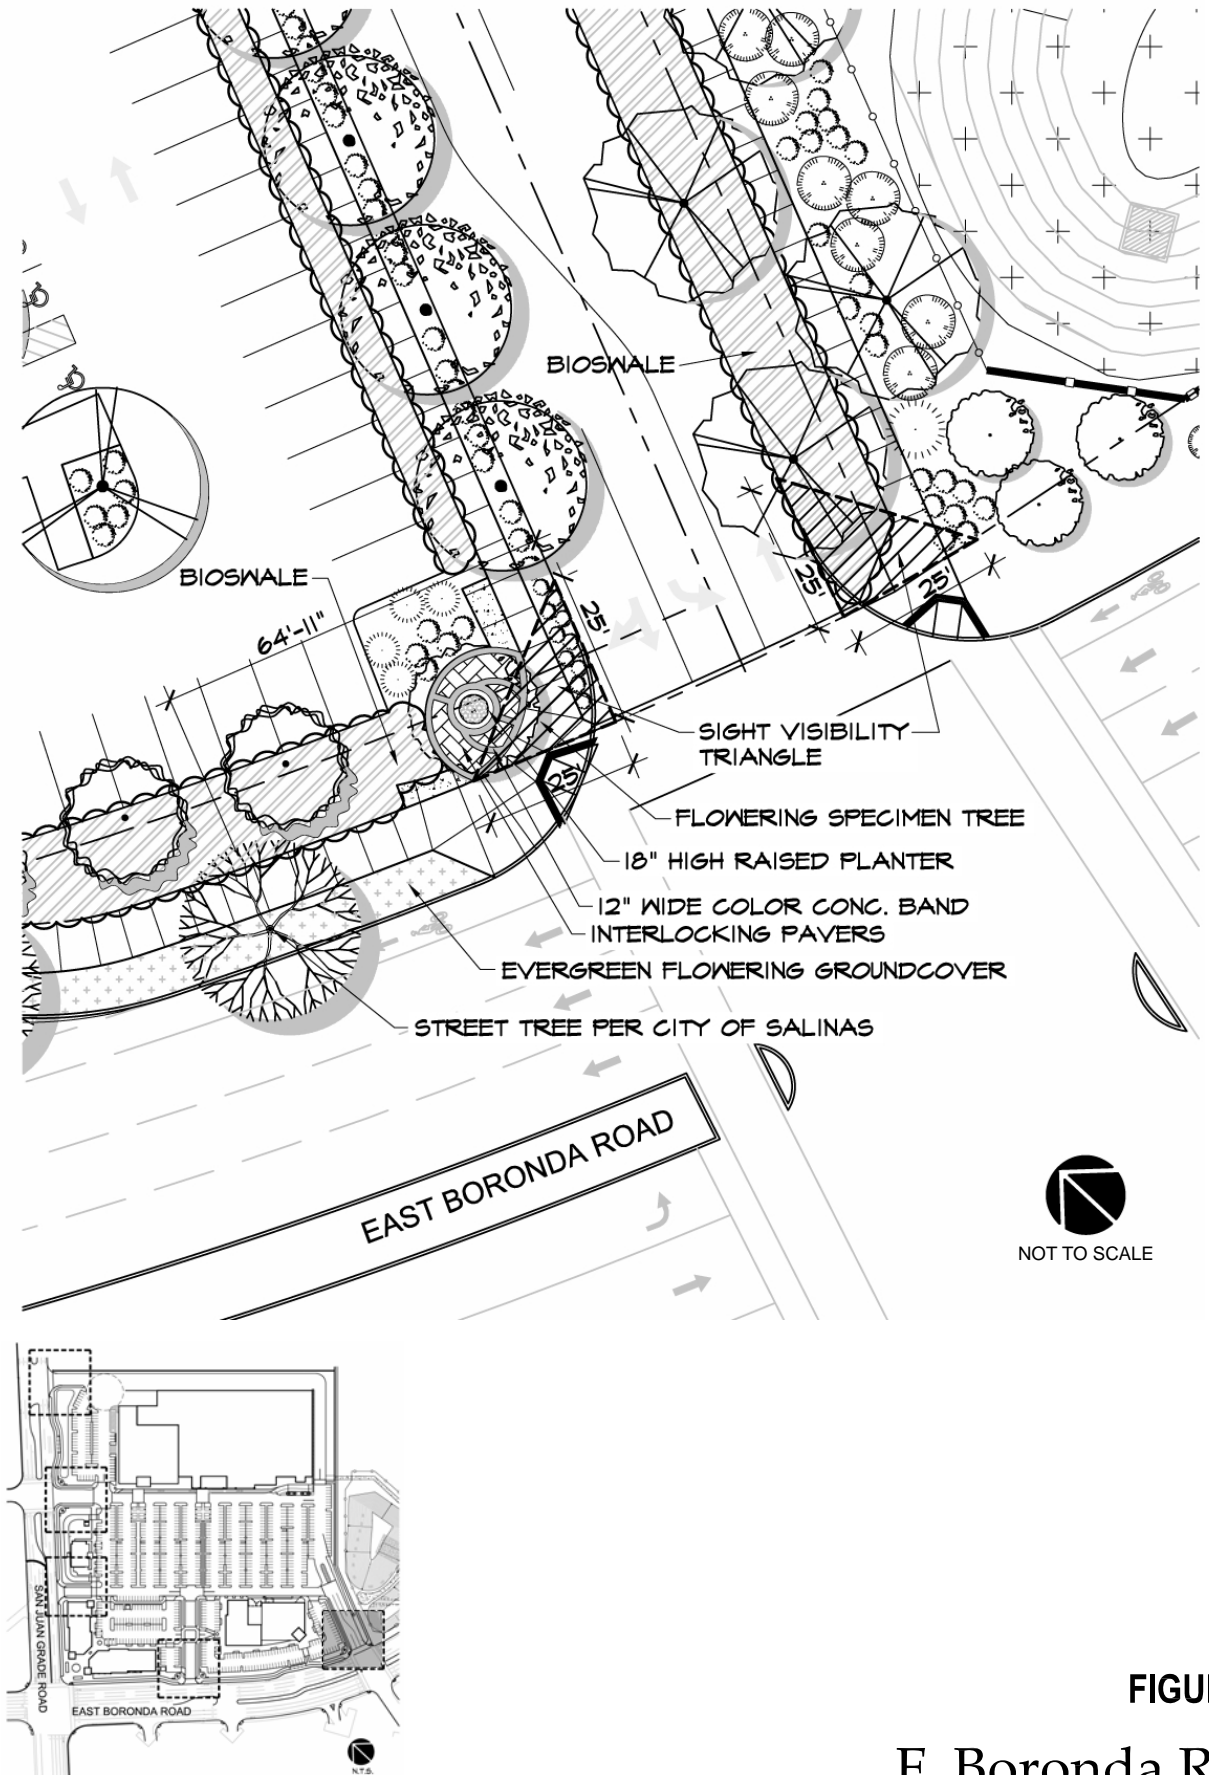 BIOSWALE
BIOSWALE
64'-11"
25'
25'
25'
25'
SIGHT VISIBILITY
TRIANGLE
FLOWERING SPECIMEN TREE
18" HIGH RAISED PLANTER
12" WIDE COLOR CONC. BAND
INTERLOCKING PAVERS
EVERGREEN FLOWERING GROUNDCOVER
STREET TREE PER CITY OF SALINAS
EAST BORONDA ROAD
NOT TO SCALE
SAN JUAN GRADE ROAD
EAST BORONDA ROAD
N.T.S.
FIGU
E. Boronda R